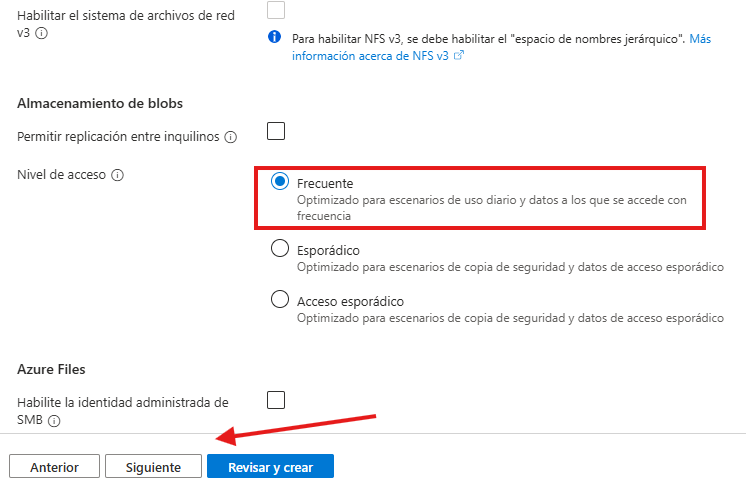 Habilitar el sistema de archivos de red
v3
Para habilitar NFS v3, se debe habilitar el "espacio de nombres jerárquico". Más
información acerca de NFS v3
Almacenamiento de blobs
Permitir replicación entre inquilinos
Nivel de acceso
Frecuente
Optimizado para escenarios de uso diario y datos a los que se accede con
frecuencia
Esporádico
Optimizado para escenarios de copia de seguridad y datos de acceso esporádico
Acceso esporádico
Optimizado para escenarios de copia de seguridad y datos de acceso esporádico
Azure Files
Habilite la identidad administrada de
SMB
Anterior
Siguiente
Revisar y crear